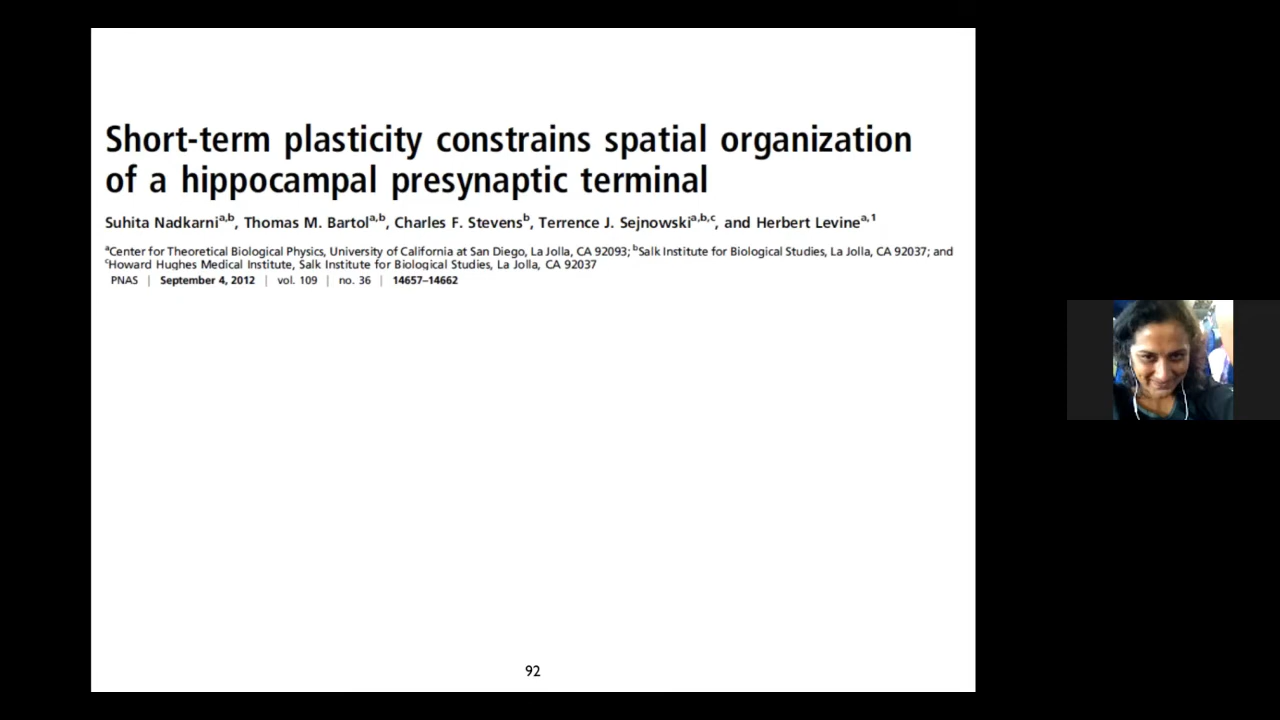 Short-term plasticity constrains spatial organization
of a hippocampal presynaptic terminal
Suhita Nadkarniᵃ,ᵇ, Thomas M. Bartolᵃ,ᵇ, Charles F. Stevensᵇ, Terrence J. Sejnowskiᵃ,ᵇ,ᶜ, and Herbert Levineᵃ,¹
ᵃCenter for Theoretical Biological Physics, University of California at San Diego, La Jolla, CA 92093; ᵇSalk Institute for Biological Studies, La Jolla, CA 92037; and
ᶜHoward Hughes Medical Institute, Salk Institute for Biological Studies, La Jolla, CA 92037
PNAS | September 4, 2012 | vol. 109 | no. 36 | 14657–14662
92